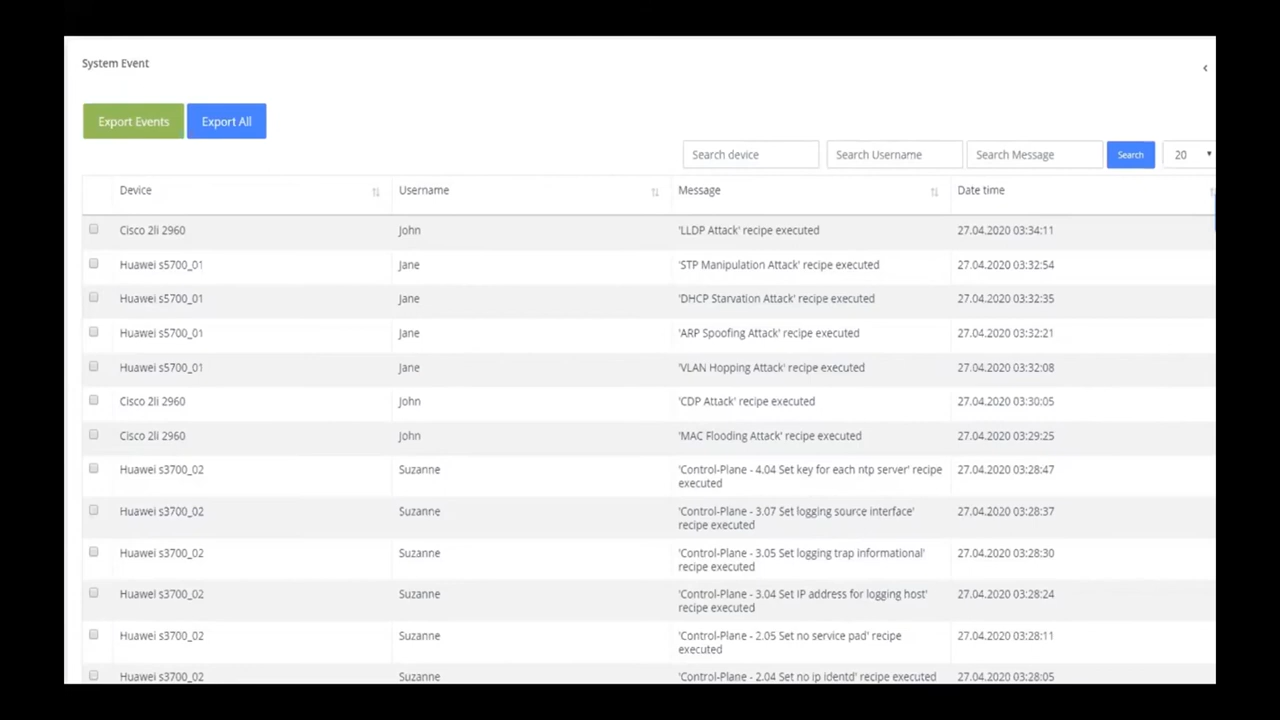 System Event
Export Events Export All
Search device Search Username Search Message Search 20
Device Username Message Date time
Cisco 2li 2960 John 'LLDP Attack' recipe executed 27.04.2020 03:34:11
Huawei s5700_01 Jane 'STP Manipulation Attack' recipe executed 27.04.2020 03:32:54
Huawei s5700_01 Jane 'DHCP Starvation Attack' recipe executed 27.04.2020 03:32:35
Huawei s5700_01 Jane 'ARP Spoofing Attack' recipe executed 27.04.2020 03:32:21
Huawei s5700_01 Jane 'VLAN Hopping Attack' recipe executed 27.04.2020 03:32:08
Cisco 2li 2960 John 'CDP Attack' recipe executed 27.04.2020 03:30:05
Cisco 2li 2960 John 'MAC Flooding Attack' recipe executed 27.04.2020 03:29:25
Huawei s3700_02 Suzanne 'Control-Plane - 4.04 Set key for each ntp server' recipe 27.04.2020 03:28:47
executed
Huawei s3700_02 Suzanne 'Control-Plane - 3.07 Set logging source interface' 27.04.2020 03:28:37
recipe executed
Huawei s3700_02 Suzanne 'Control-Plane - 3.05 Set logging trap informational' 27.04.2020 03:28:30
recipe executed
Huawei s3700_02 Suzanne 'Control-Plane - 3.04 Set IP address for logging host' 27.04.2020 03:28:24
recipe executed
Huawei s3700_02 Suzanne 'Control-Plane - 2.05 Set no service pad' recipe 27.04.2020 03:28:11
executed
Huawei s3700_02 Suzanne 'Control-Plane - 2.04 Set no ip identd' recipe executed 27.04.2020 03:28:05